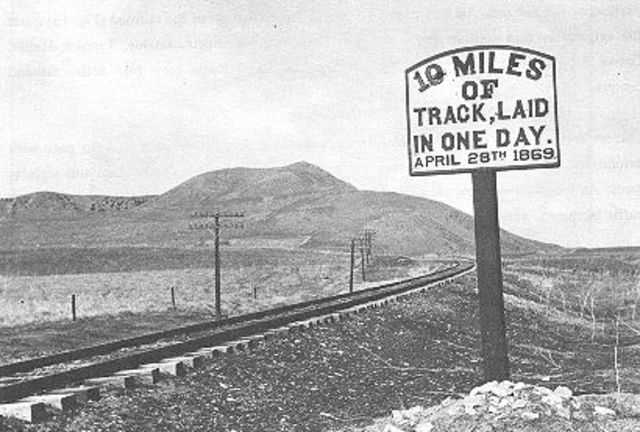 10 MILES
OF
TRACK, LAID
IN ONE DAY.
APRIL 28TH 1869.